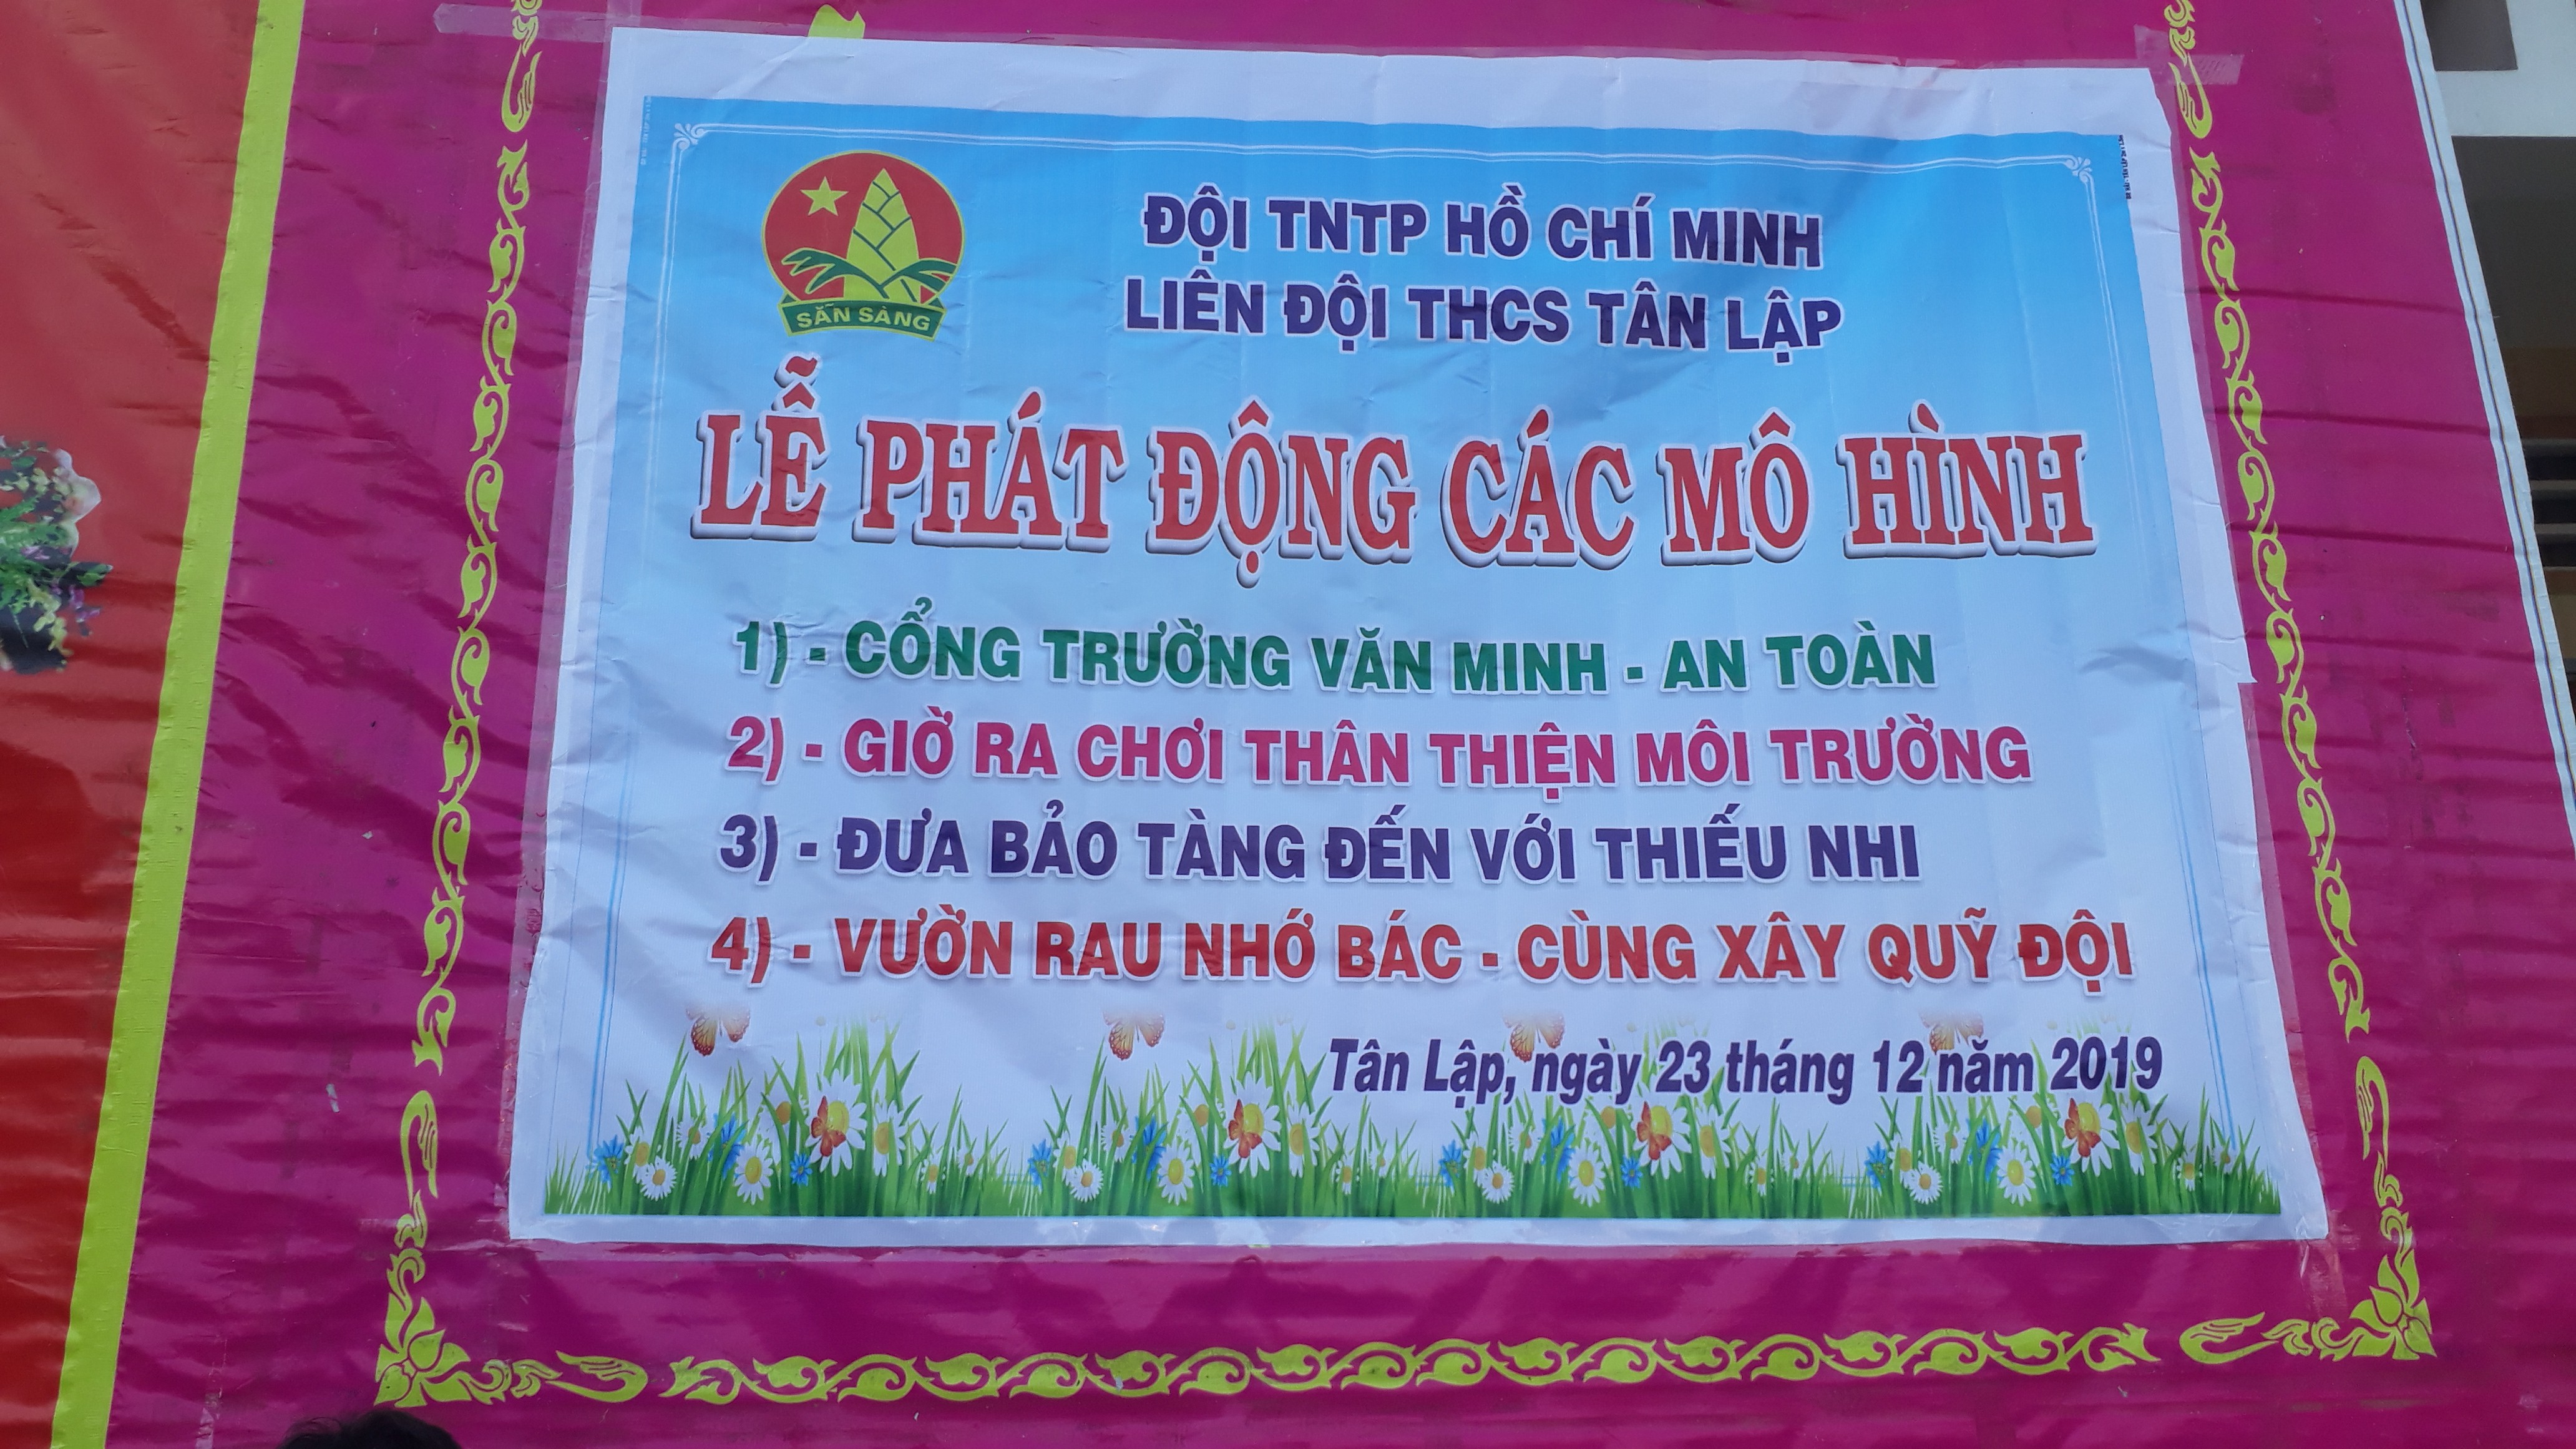 ĐỘI TNTP HỒ CHÍ MINH
LIÊN ĐỘI THCS TÂN LẬP
SẴN SÀNG
LỄ PHÁT ĐỘNG CÁC MÔ HÌNH
1) - CỔNG TRƯỜNG VĂN MINH - AN TOÀN
2) - GIỜ RA CHƠI THÂN THIỆN MÔI TRƯỜNG
3) - ĐƯA BẢO TÀNG ĐẾN VỚI THIẾU NHI
4) - VƯỜN RAU NHỚ BÁC - CÙNG XÂY QUỸ ĐỘI
Tân Lập, ngày 23 tháng 12 năm 2019